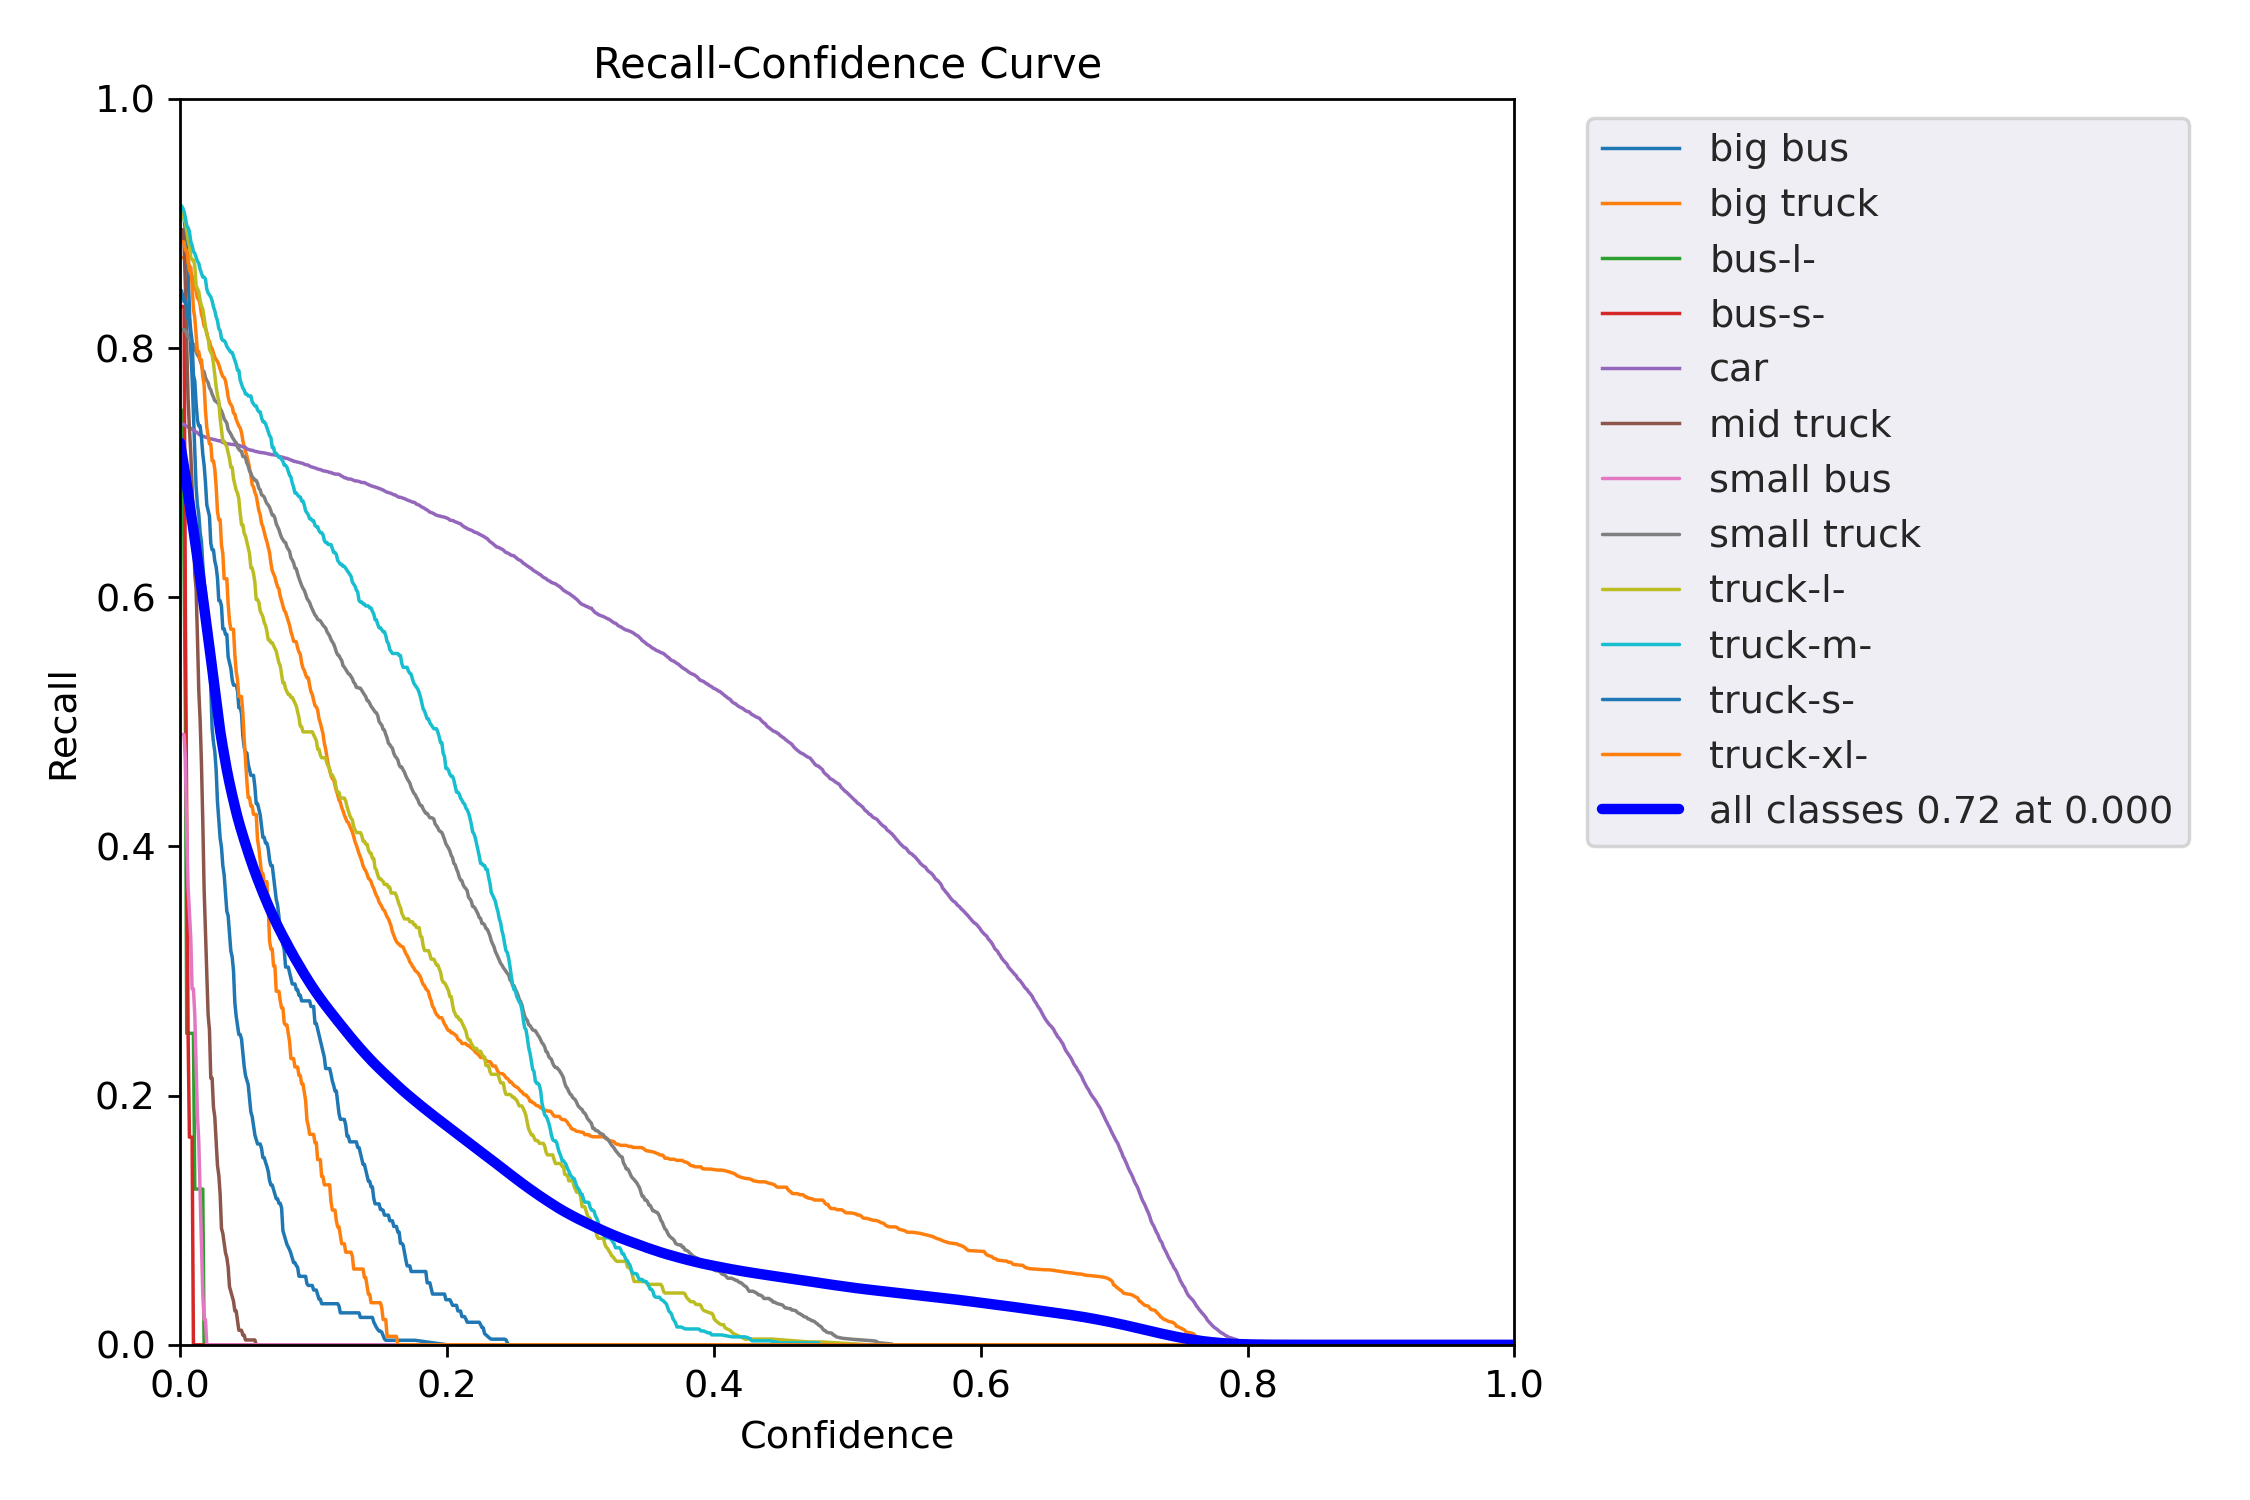 Recall-Confidence Curve
1.0
0.8
0.6
0.4
0.2
0.0
Recall
0.0 0.2 0.4 0.6 0.8 1.0
Confidence
big bus
big truck
bus-l-
bus-s-
car
mid truck
small bus
small truck
truck-l-
truck-m-
truck-s-
truck-xl-
all classes 0.72 at 0.000